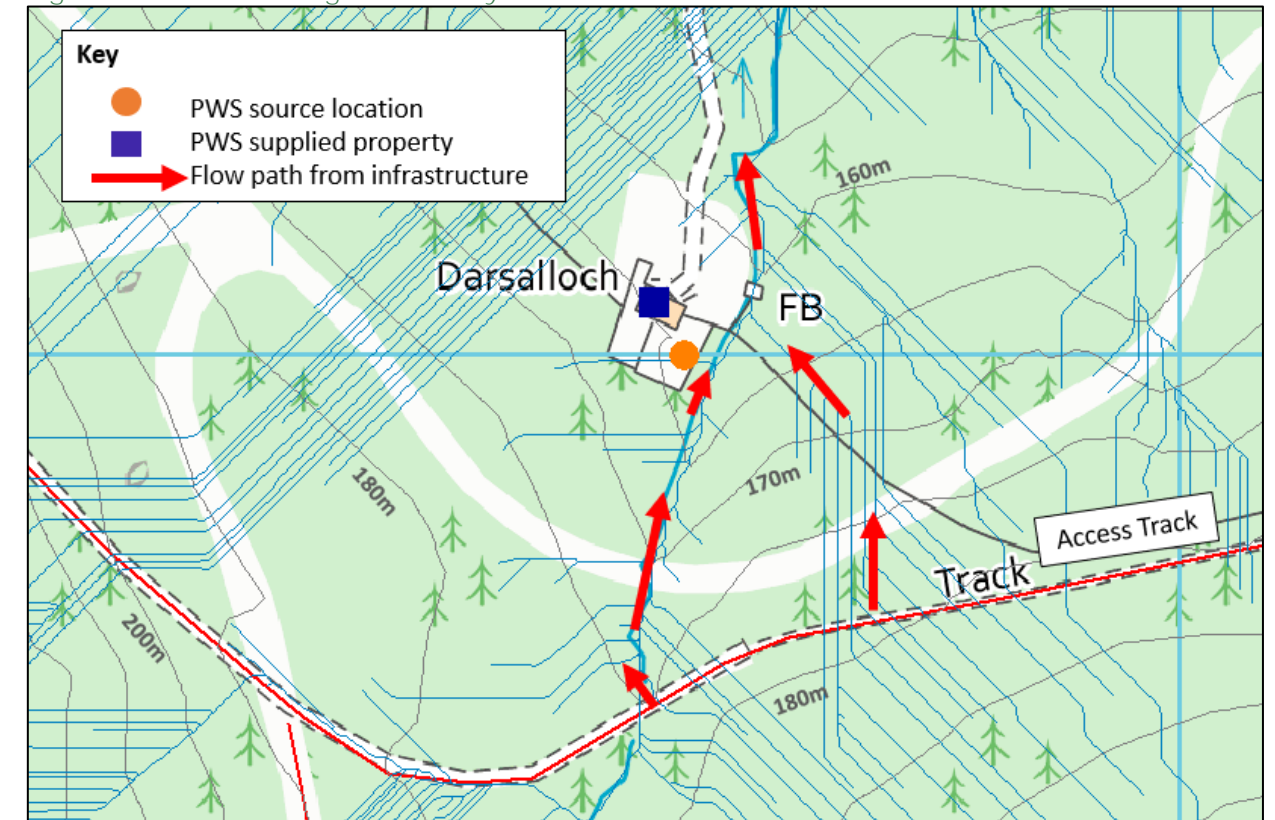 Key
PWS source location
PWS supplied property
Flow path from infrastructure
160m
Darsalloch
FB
170m
180m
Access Track
Track
200m
180m